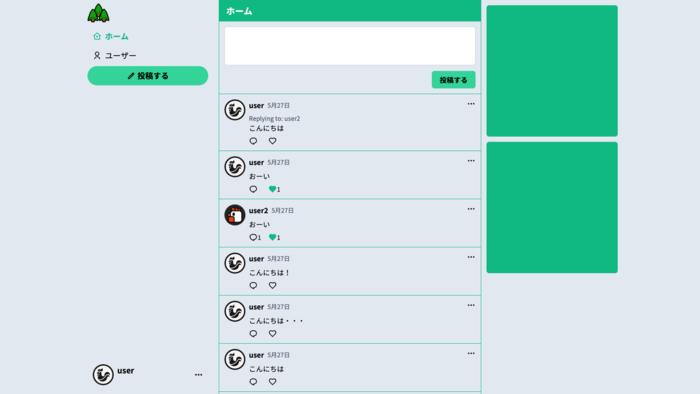 ホーム
ユーザー
投稿する
user
ホーム
投稿する
user 5月27日
Replying to: user2
こんにちは
user 5月27日
おーい
1
user2 5月27日
おーい
1 1
user 5月27日
こんにちは！
user 5月27日
こんにちは・・・
user 5月27日
こんにちは